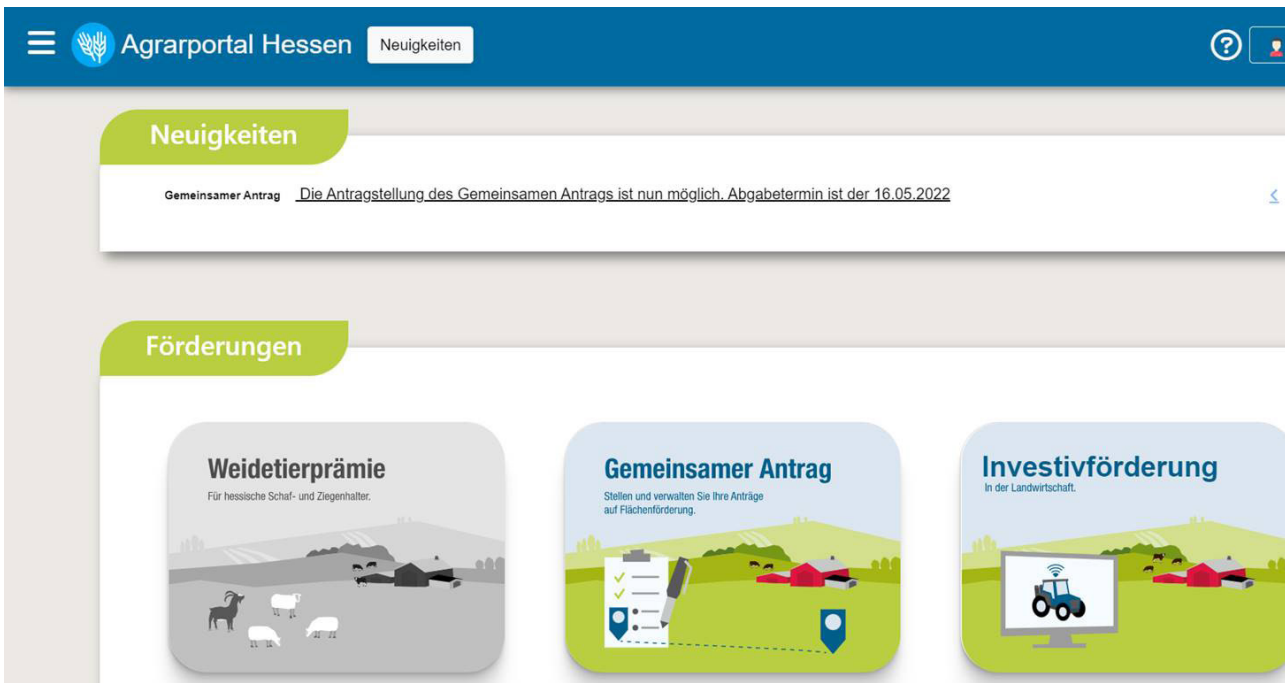 Agrarportal Hessen Neuigkeiten
Neuigkeiten
Gemeinsamer Antrag Die Antragstellung des Gemeinsamen Antrags ist nun möglich. Abgabetermin ist der 16.05.2022
Förderungen
Weidetierprämie
Für hessische Schaf- und Ziegenhalter.
Gemeinsamer Antrag
Stellen und verwalten Sie Ihre Anträge
auf Flächenförderung.
Investivförderung
In der Landwirtschaft.